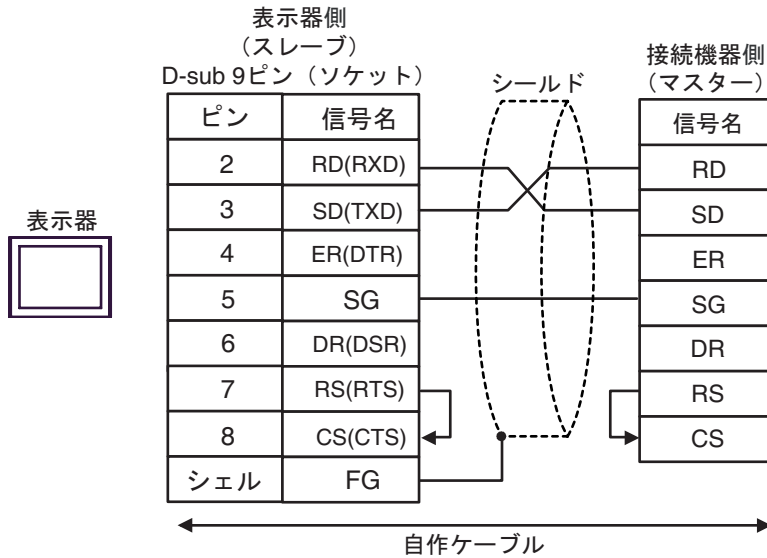 表示器側
（スレーブ）
D-sub 9ピン（ソケット）
シールド
接続機器側
（マスター）
ピン 信号名 信号名
2 RD(RXD) RD
3 SD(TXD) SD
表示器
4 ER(DTR) ER
5 SG SG
6 DR(DSR) DR
7 RS(RTS) RS
8 CS(CTS) CS
シェル FG
自作ケーブル